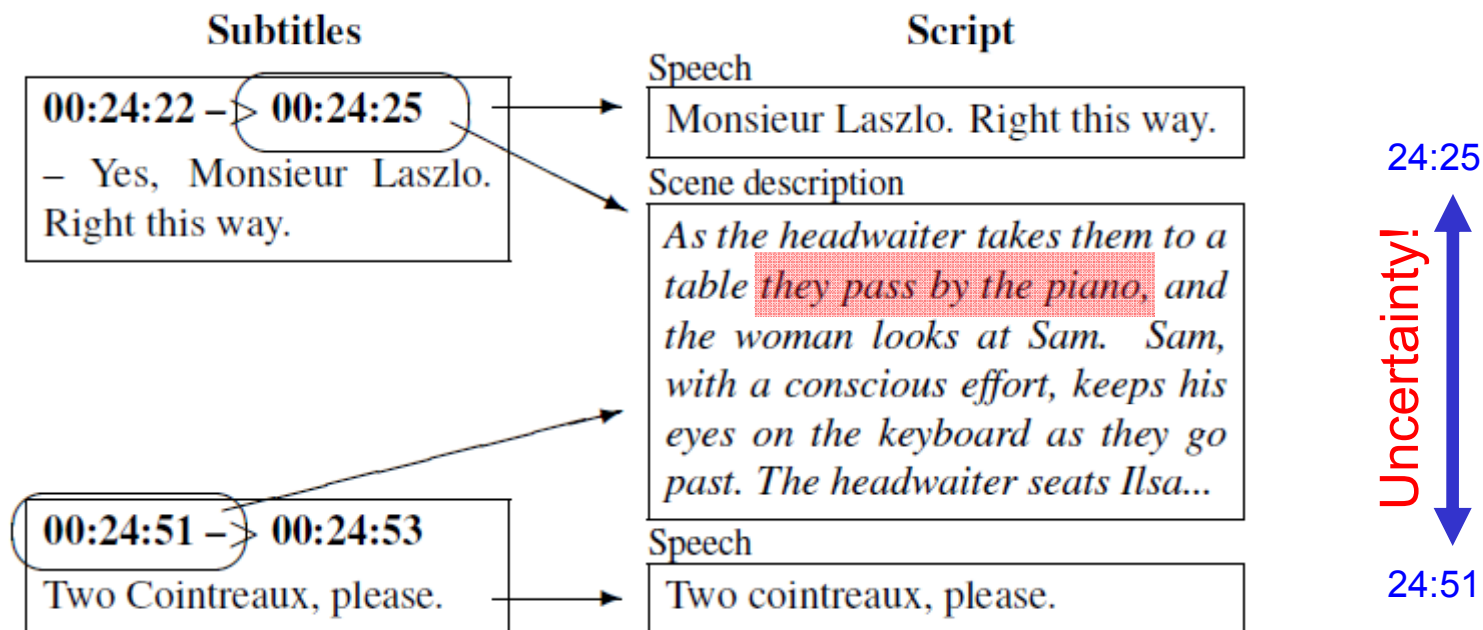 Subtitles
00:24:22 –> 00:24:25
– Yes, Monsieur Laszlo.
Right this way.
00:24:51 –> 00:24:53
Two Cointreaux, please.
Script
Speech
Monsieur Laszlo. Right this way.
Scene description
As the headwaiter takes them to a
table they pass by the piano, and
the woman looks at Sam. Sam,
with a conscious effort, keeps his
eyes on the keyboard as they go
past. The headwaiter seats Ilsa...
Speech
Two cointreaux, please.
24:25
Uncertainty!
24:51